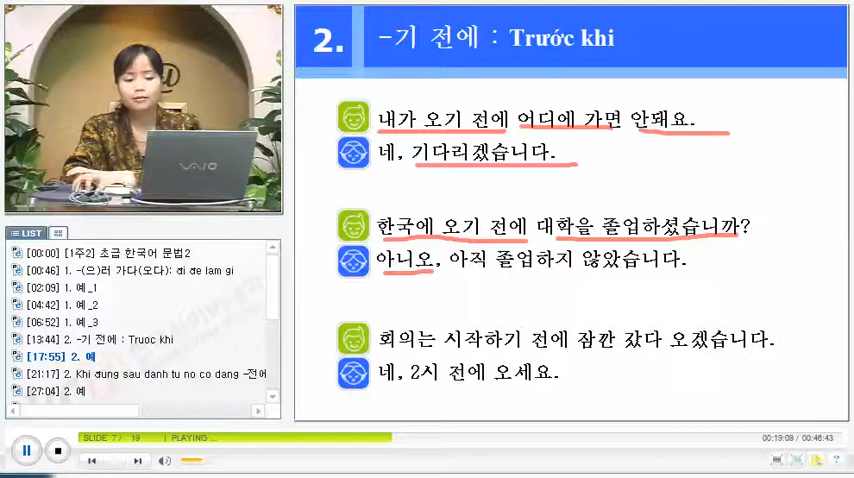 2. -기 전에 : Trước khi
내가 오기 전에 어디에 가면 안돼요.
네, 기다리겠습니다.
한국에 오기 전에 대학을 졸업하셨습니까?
아니오, 아직 졸업하지 않았습니다.
회의는 시작하기 전에 잠깐 갔다 오겠습니다.
네, 2시 전에 오세요.
@
VAIO
LIST
[00:00] [1주2] 초급 한국어 문법2
[00:46] 1. -(으)러 가다(오다): di de lam gi
[02:09] 1. 예_1
[04:42] 1. 예_2
[06:52] 1. 예_3
[13:44] 2. -기 전에 : Truoc khi
[17:55] 2. 예
[21:17] 2. Khi dung sau danh tu no co dang -전에
[27:04] 2. 예
SLIDE 7 / 19 | PLAYING ...
00:19:09 / 00:46:43